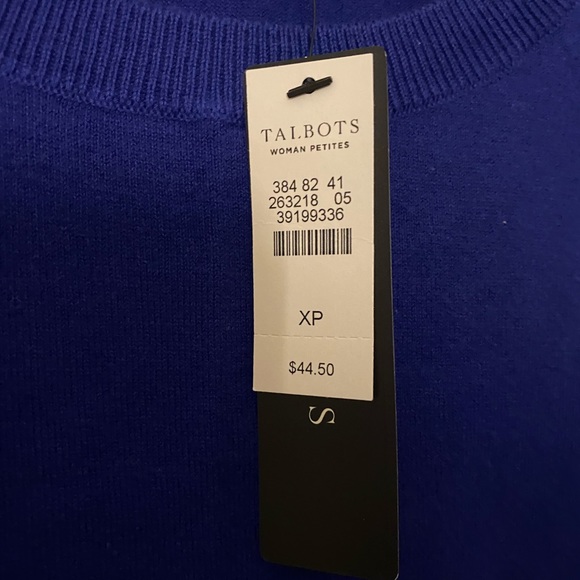 TALBOTS
WOMAN PETITES
384 82 41
263218 05
39199336
XP
$44.50
S